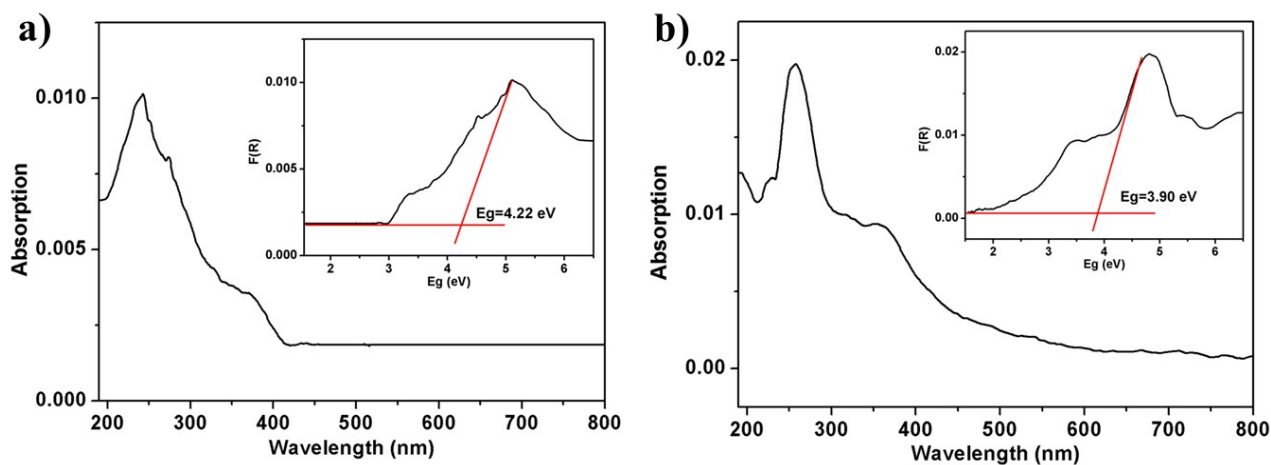 a)
Absorption
0.010
0.005
0.000
200 300 400 500 600 700 800
Wavelength (nm)
F(R)
0.010
0.005
0.000
2 3 4 5 6
Eg (eV)
Eg=4.22 eV
b)
Absorption
0.02
0.01
0.00
200 300 400 500 600 700 800
Wavelength (nm)
F(R)
0.02
0.01
0.00
2 3 4 5 6
Eg (eV)
Eg=3.90 eV